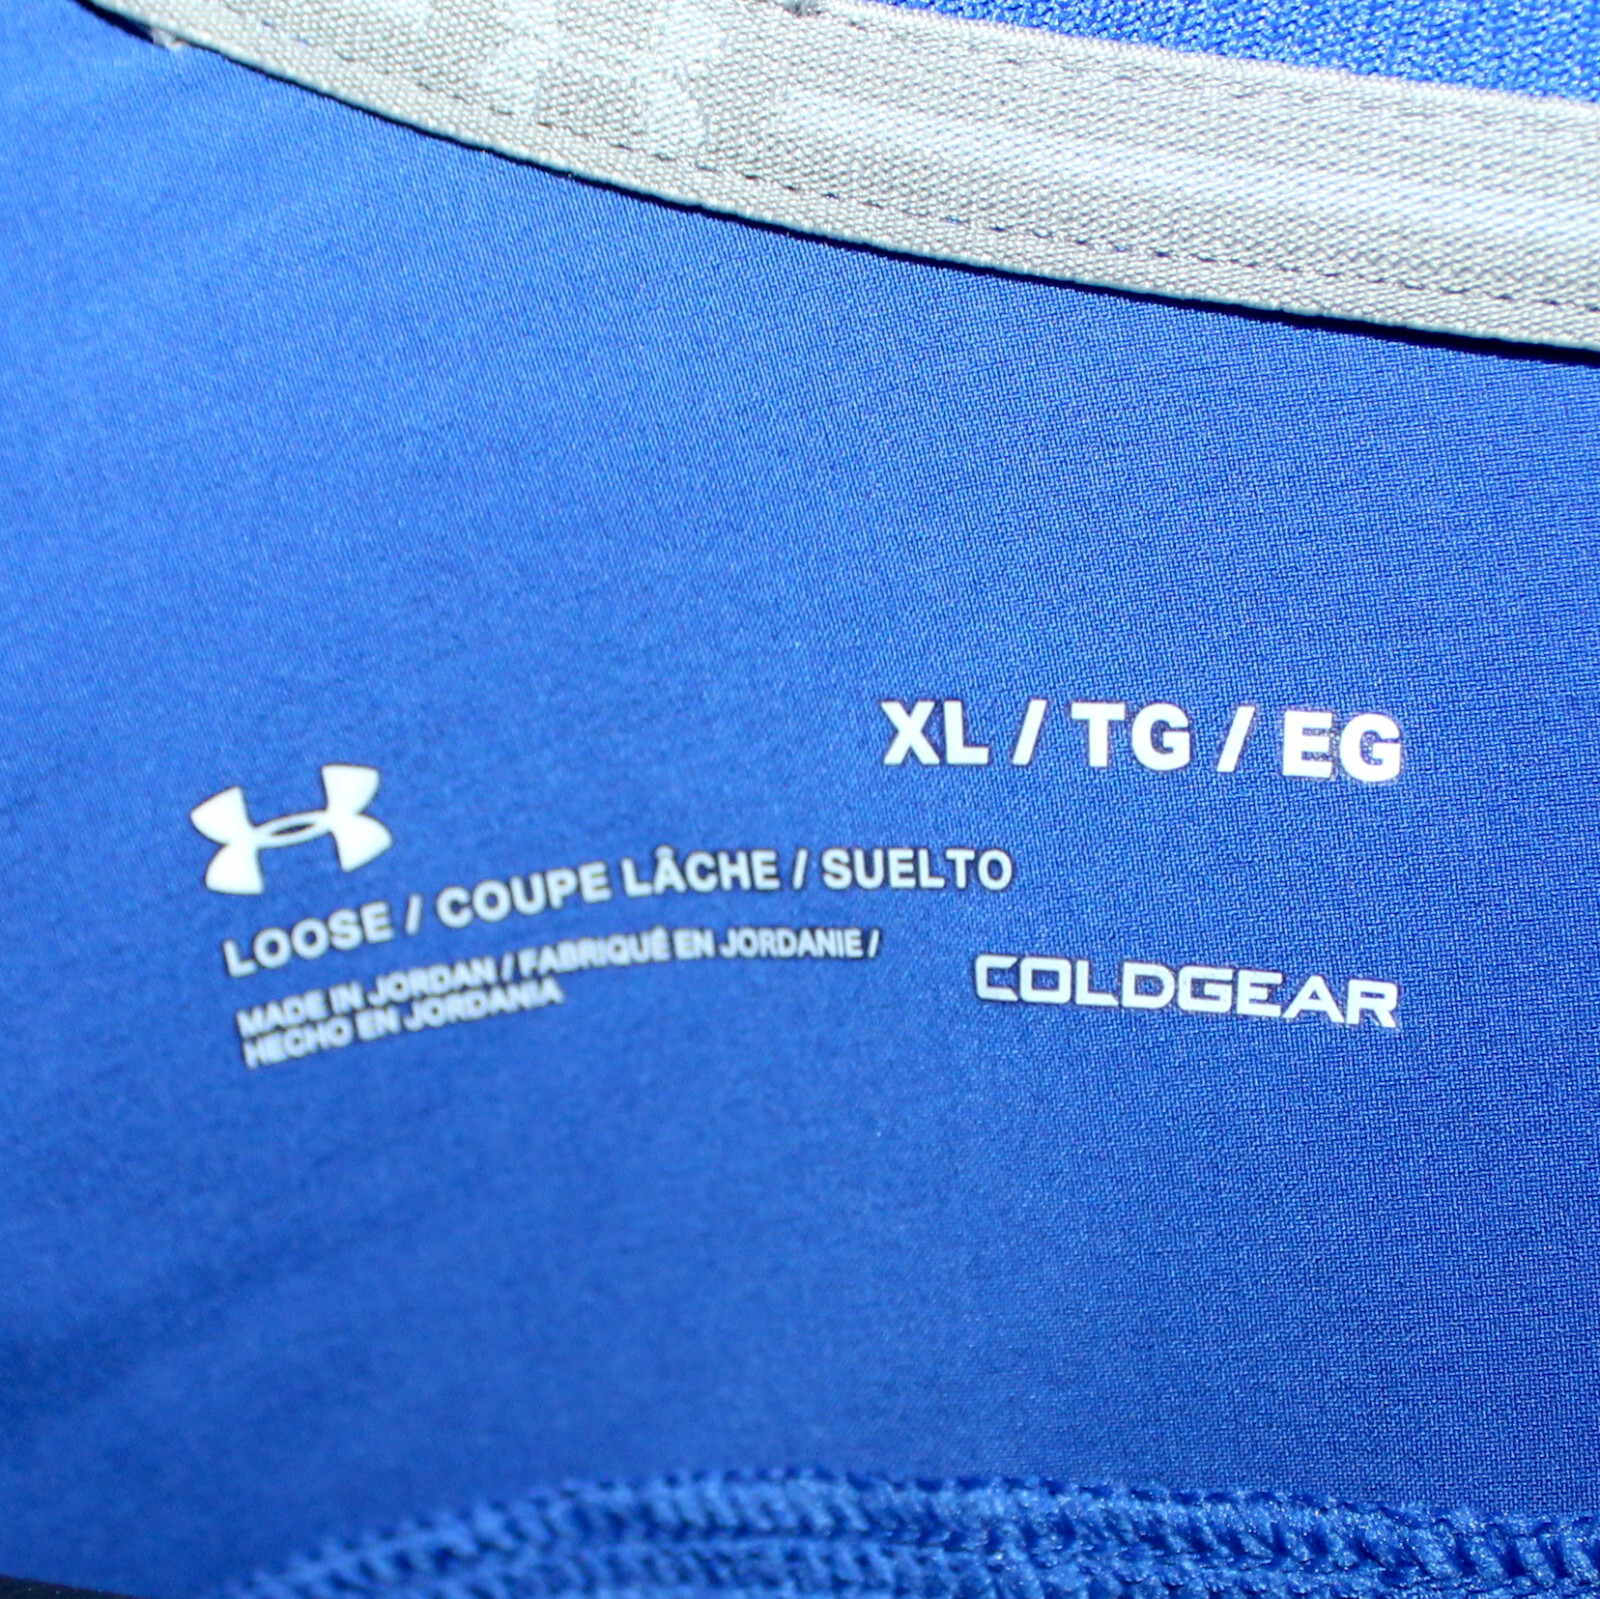 XL / TG / EG
LOOSE / COUPE LÂCHE / SUELTO
MADE IN JORDAN / FABRIQUÉ EN JORDANIE /
HECHO EN JORDANIA
COLDGEAR